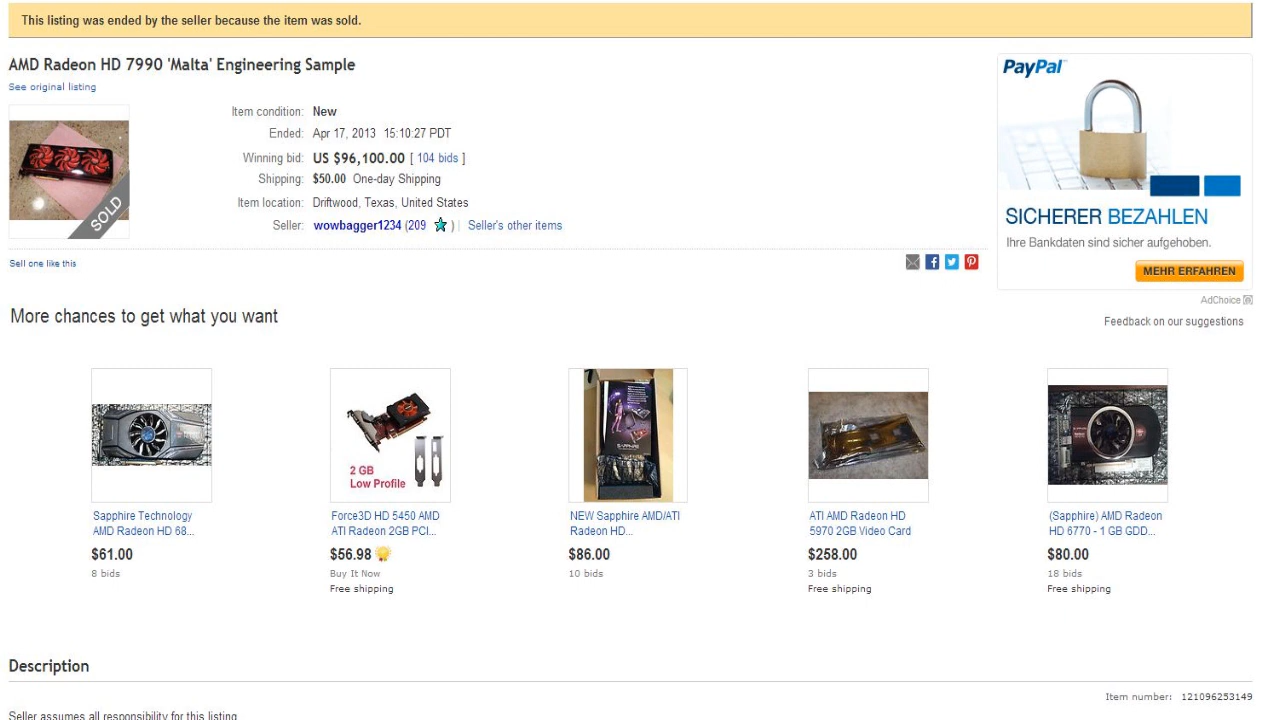 This listing was ended by the seller because the item was sold.
AMD Radeon HD 7990 'Malta' Engineering Sample
See original listing
SOLD
Item condition: New
Ended: Apr 17, 2013 15:10:27 PDT
Winning bid: US $96,100.00 [ 104 bids ]
Shipping: $50.00 One-day Shipping
Item location: Driftwood, Texas, United States
Seller: wowbagger1234 (209 ) | Seller's other items
Sell one like this
PayPal
SICHERER BEZAHLEN
Ihre Bankdaten sind sicher aufgehoben.
MEHR ERFAHREN
AdChoice
More chances to get what you want
Feedback on our suggestions
2 GB
Low Profile
Sapphire Technology
AMD Radeon HD 68...
$61.00
8 bids
Force3D HD 5450 AMD
ATI Radeon 2GB PCI...
$56.98
Buy It Now
Free shipping
NEW Sapphire AMD/ATI
Radeon HD...
$86.00
10 bids
ATI AMD Radeon HD
5970 2GB Video Card
$258.00
3 bids
Free shipping
(Sapphire) AMD Radeon
HD 6770 - 1 GB GDD...
$80.00
18 bids
Free shipping
Description
Item number: 121096253149
Seller assumes all responsibility for this listing